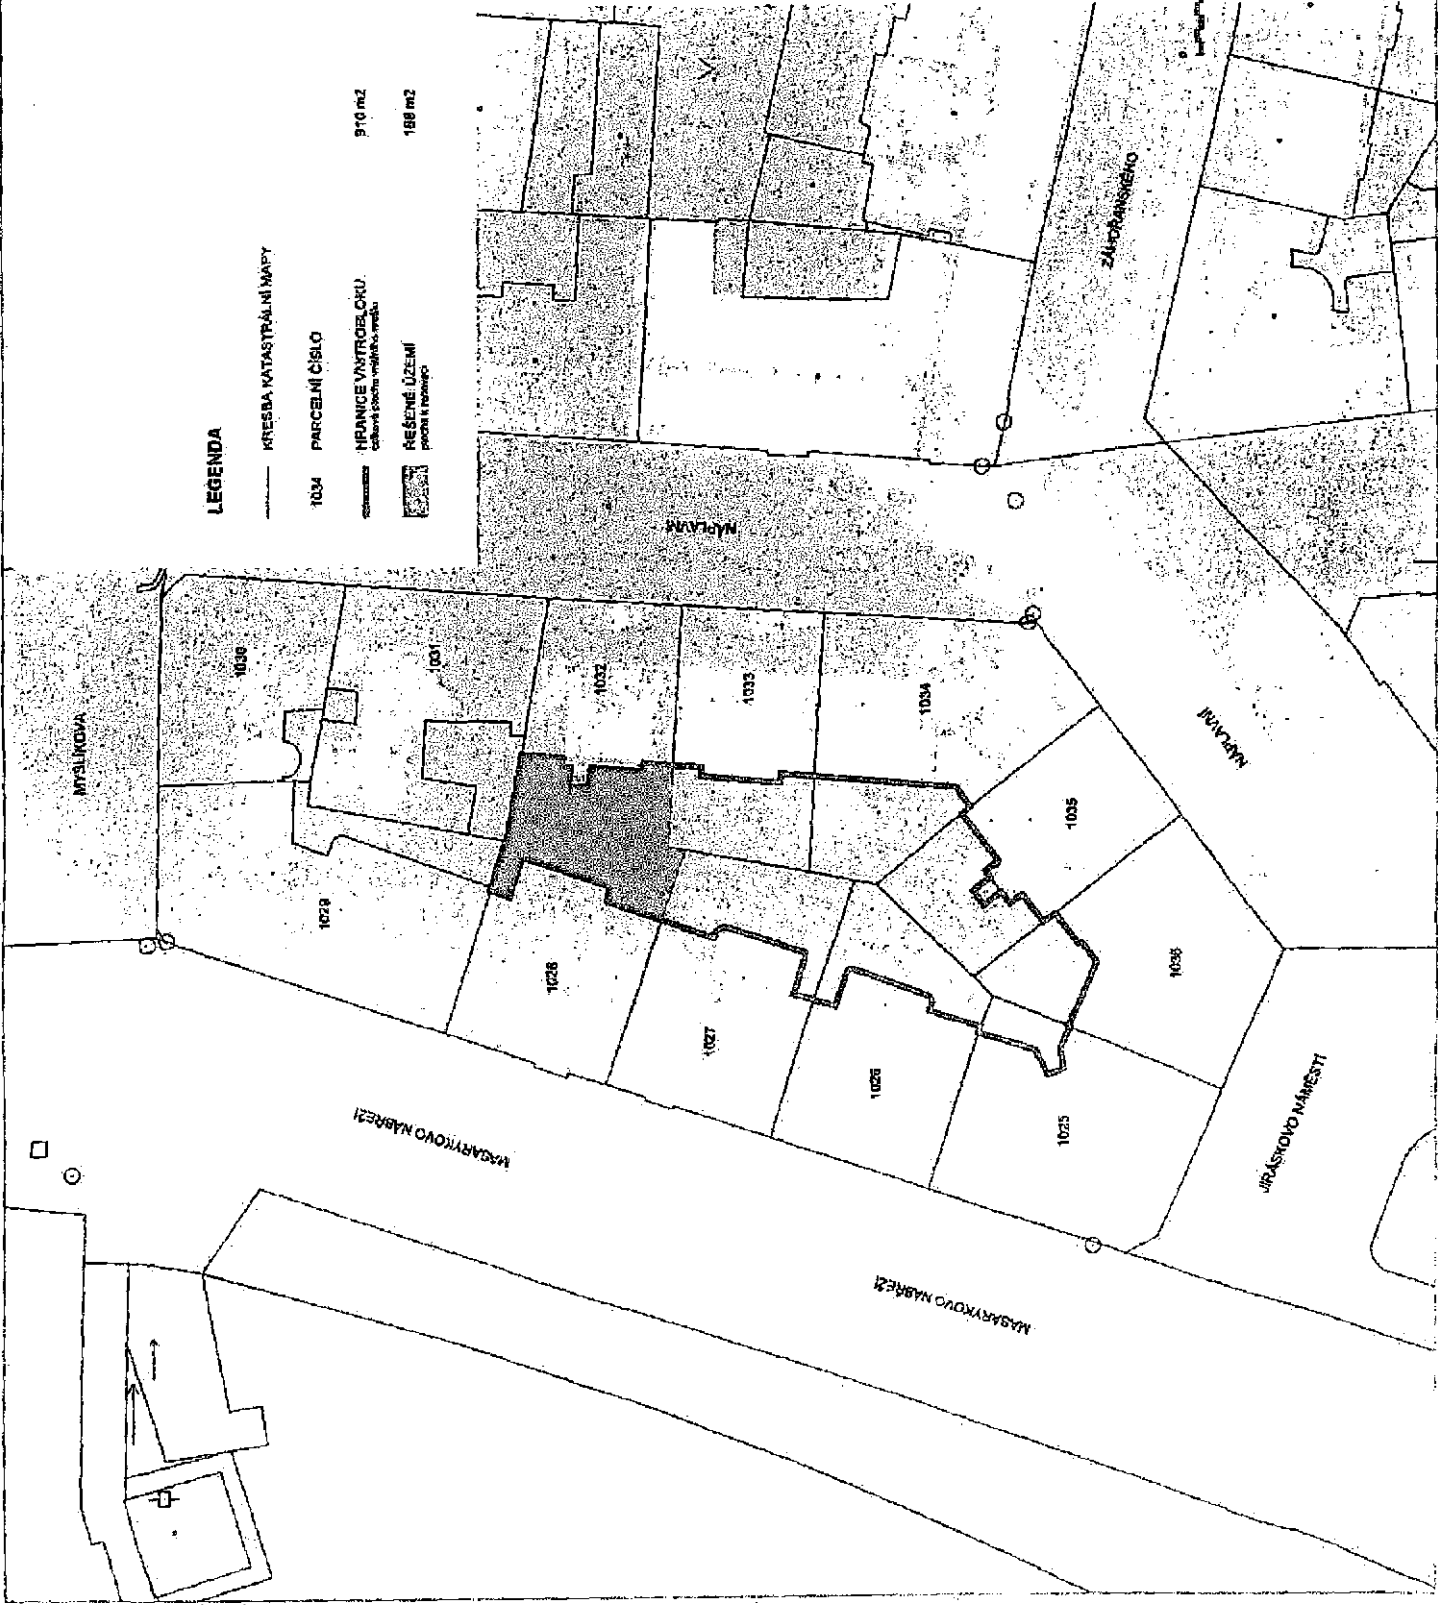 LEGENDA
KRESBA KATASTRÁLNÍ MAPY
1034 PARCELNÍ ČÍSLO
HRANICE VNITROBLOKU 910 m2
ŘEŠENÉ ÚZEMÍ 188 m2
MYSLÍKOVA
1030
1031
1032
1033
1034
1029
1028
1027
1026
1025
1035
1036
NÁPLAVNÍ
NÁPLAVNÍ
ZÁHOŘANSKÉHO
MASARYKOVO NÁBŘEŽÍ
MASARYKOVO NÁBŘEŽÍ
JIRÁSKOVO NÁMĚSTÍ